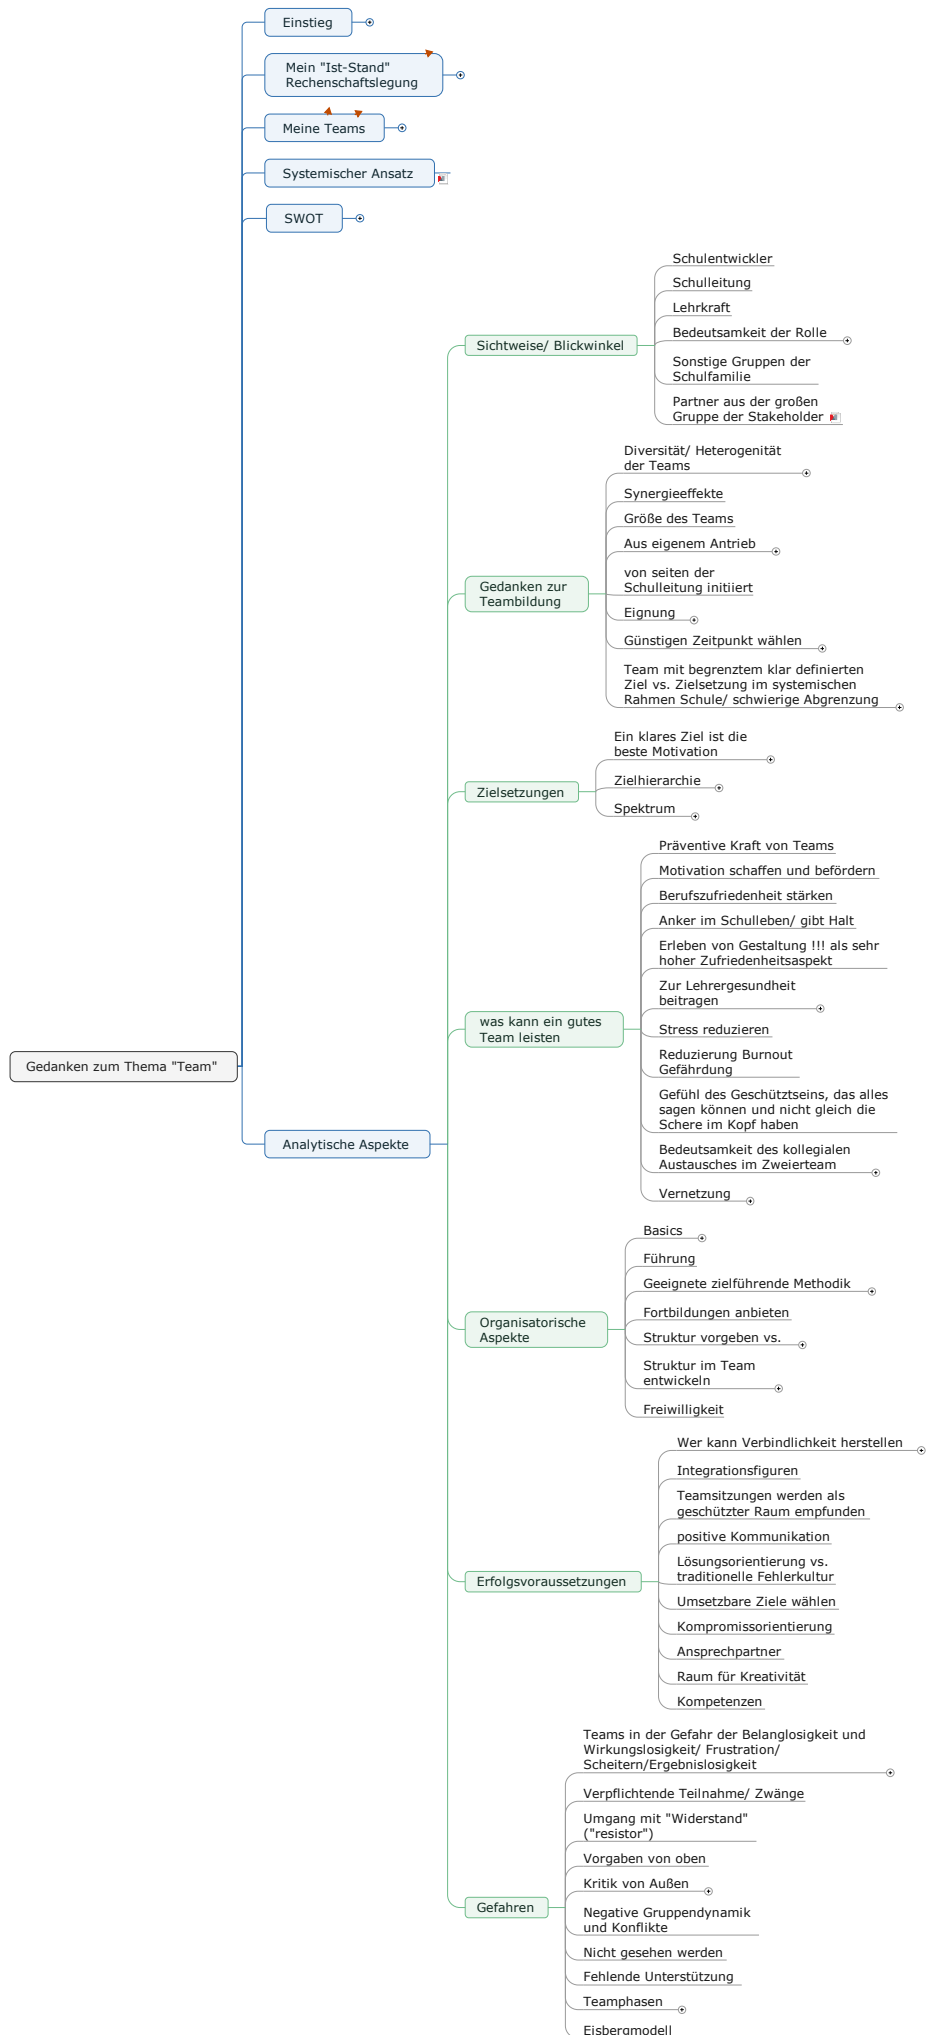 Einstieg
Mein "Ist-Stand"
Rechenschaftslegung
Meine Teams
Systemischer Ansatz
SWOT
Schulentwickler
Schulleitung
Lehrkraft
Bedeutsamkeit der Rolle
Sichtweise/ Blickwinkel
Sonstige Gruppen der
Schulfamilie
Partner aus der großen
Gruppe der Stakeholder
Diversität/ Heterogenität
der Teams
Synergieeffekte
Größe des Teams
Aus eigenem Antrieb
von seiten der
Schulleitung initiiert
Gedanken zur
Teambildung
Eignung
Günstigen Zeitpunkt wählen
Team mit begrenztem klar definierten
Ziel vs. Zielsetzung im systemischen
Rahmen Schule/ schwierige Abgrenzung
Ein klares Ziel ist die
beste Motivation
Zielhierarchie
Zielsetzungen
Spektrum
Präventive Kraft von Teams
Motivation schaffen und befördern
Berufszufriedenheit stärken
Anker im Schulleben/ gibt Halt
Erleben von Gestaltung !!! als sehr
hoher Zufriedenheitsaspekt
Zur Lehrergesundheit
beitragen
was kann ein gutes
Team leisten
Stress reduzieren
Reduzierung Burnout
Gefährdung
Gedanken zum Thema "Team"
Gefühl des Geschütztseins, das alles
sagen können und nicht gleich die
Schere im Kopf haben
Analytische Aspekte
Bedeutsamkeit des kollegialen
Austausches im Zweierteam
Vernetzung
Basics
Führung
Geeignete zielführende Methodik
Fortbildungen anbieten
Organisatorische
Aspekte
Struktur vorgeben vs.
Struktur im Team
entwickeln
Freiwilligkeit
Wer kann Verbindlichkeit herstellen
Integrationsfiguren
Teamsitzungen werden als
geschützter Raum empfunden
positive Kommunikation
Lösungsorientierung vs.
traditionelle Fehlerkultur
Erfolgsvoraussetzungen
Umsetzbare Ziele wählen
Kompromissorientierung
Ansprechpartner
Raum für Kreativität
Kompetenzen
Teams in der Gefahr der Belanglosigkeit und
Wirkungslosigkeit/ Frustration/
Scheitern/Ergebnislosigkeit
Verpflichtende Teilnahme/ Zwänge
Umgang mit "Widerstand"
("resistor")
Vorgaben von oben
Kritik von Außen
Gefahren
Negative Gruppendynamik
und Konflikte
Nicht gesehen werden
Fehlende Unterstützung
Teamphasen
Eisbergmodell